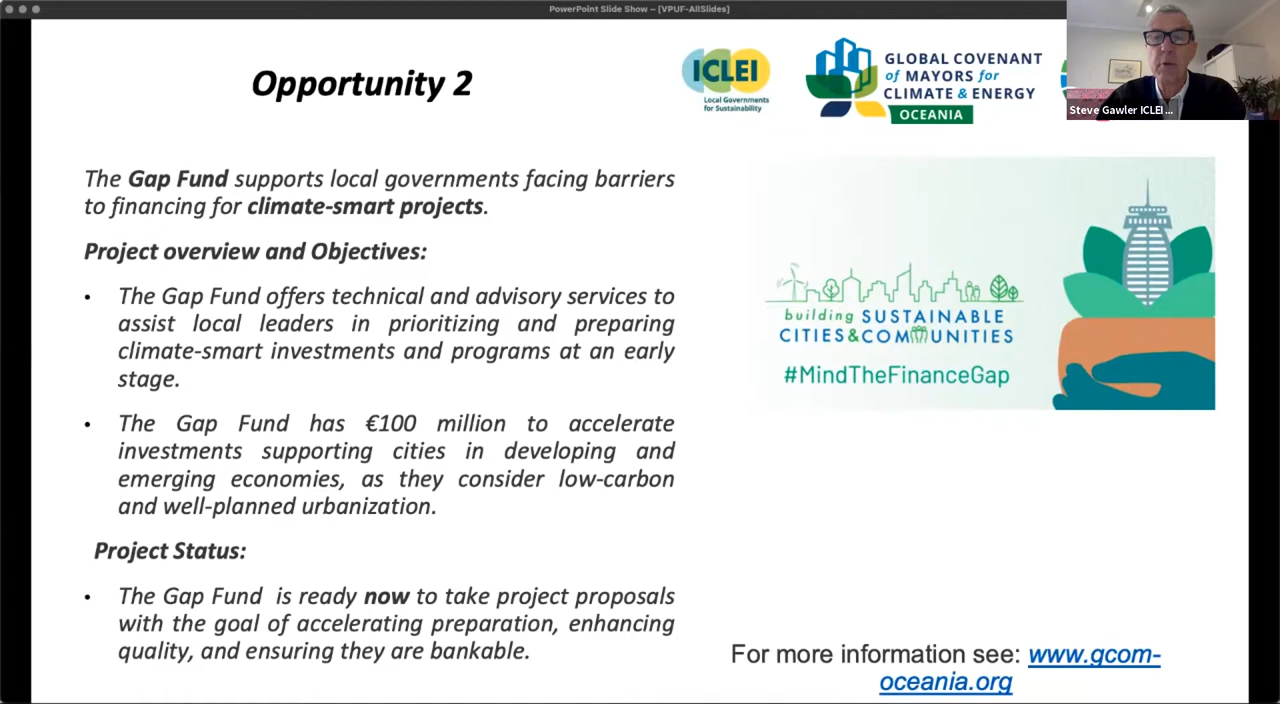 PowerPoint Slide Show – [VPUF-AllSlides]
Opportunity 2
ICLEI
Local Governments
for Sustainability
GLOBAL COVENANT
of MAYORS for
CLIMATE & ENERGY
OCEANIA
Steve Gawler ICLEI ...
The Gap Fund supports local governments facing barriers
to financing for climate-smart projects.
Project overview and Objectives:
• The Gap Fund offers technical and advisory services to
assist local leaders in prioritizing and preparing
climate-smart investments and programs at an early
stage.
• The Gap Fund has €100 million to accelerate
investments supporting cities in developing and
emerging economies, as they consider low-carbon
and well-planned urbanization.
Project Status:
• The Gap Fund is ready now to take project proposals
with the goal of accelerating preparation, enhancing
quality, and ensuring they are bankable.
building SUSTAINABLE
CITIES&COMMUNITIES
#MindTheFinanceGap
For more information see: www.gcom-
oceania.org